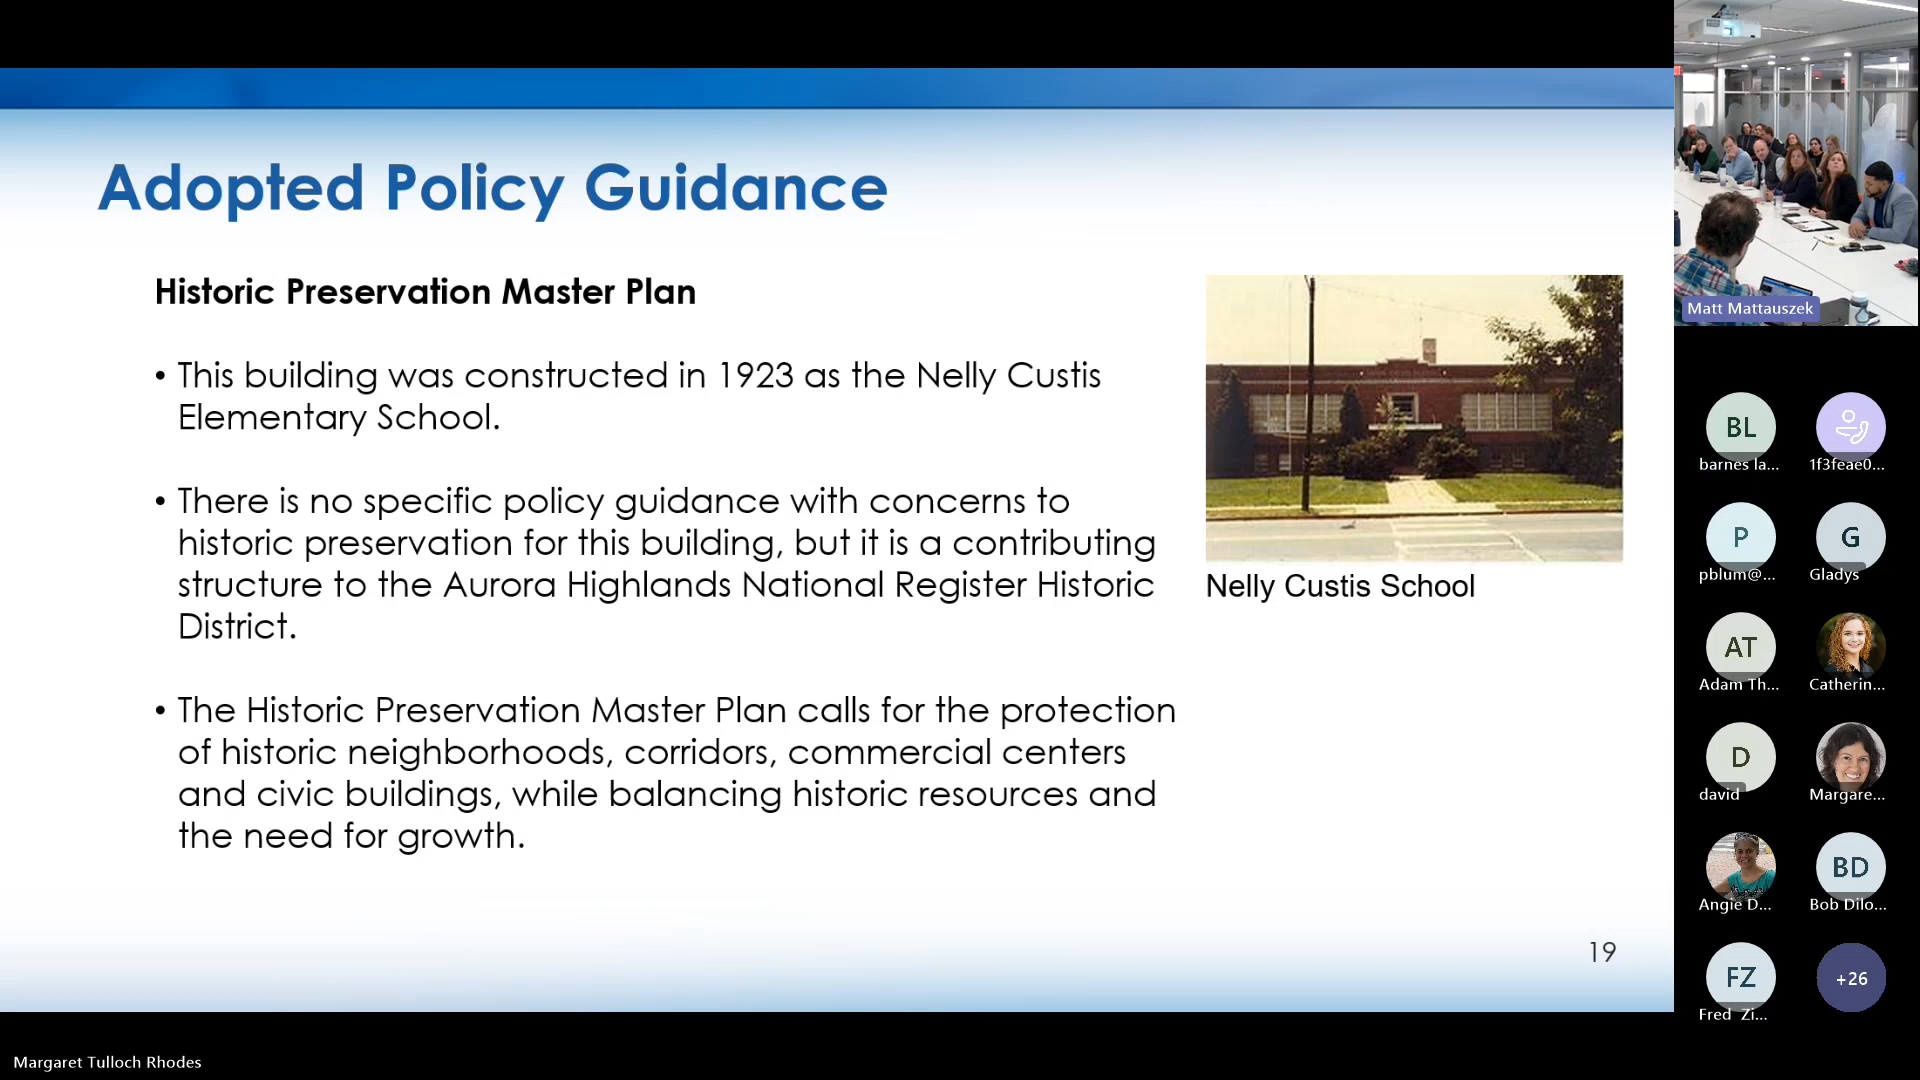 Adopted Policy Guidance
Historic Preservation Master Plan
• This building was constructed in 1923 as the Nelly Custis
Elementary School.
• There is no specific policy guidance with concerns to
historic preservation for this building, but it is a contributing
structure to the Aurora Highlands National Register Historic
District.
• The Historic Preservation Master Plan calls for the protection
of historic neighborhoods, corridors, commercial centers
and civic buildings, while balancing historic resources and
the need for growth.
Nelly Custis School
19
Matt Mattauszek
BL
barnes la...
1f3feae0...
P
pblum@...
G
Gladys
AT
Adam Th...
Catherin...
D
david
Margare...
Angie D...
BD
Bob Dilo...
FZ
Fred Zi...
+26
Margaret Tulloch Rhodes